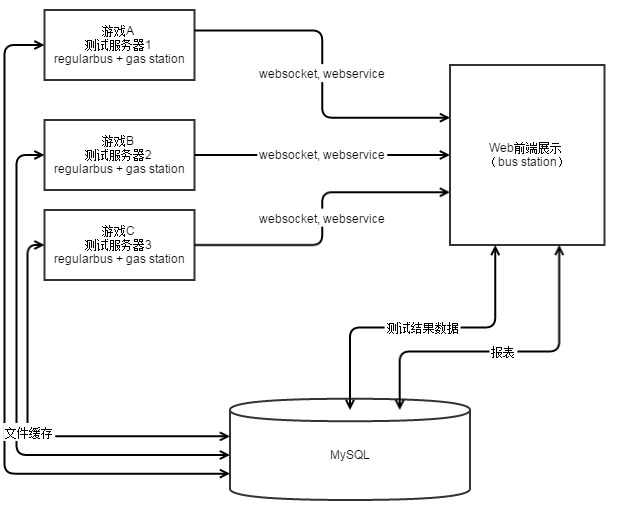 游戏A
测试服务器1
regularbus + gas station
websocket, webservice
游戏B
测试服务器2
regularbus + gas station
websocket, webservice
Web前端展示
（bus station）
游戏C
测试服务器3
regularbus + gas station
websocket, webservice
测试结果数据
报表
文件缓存
MySQL